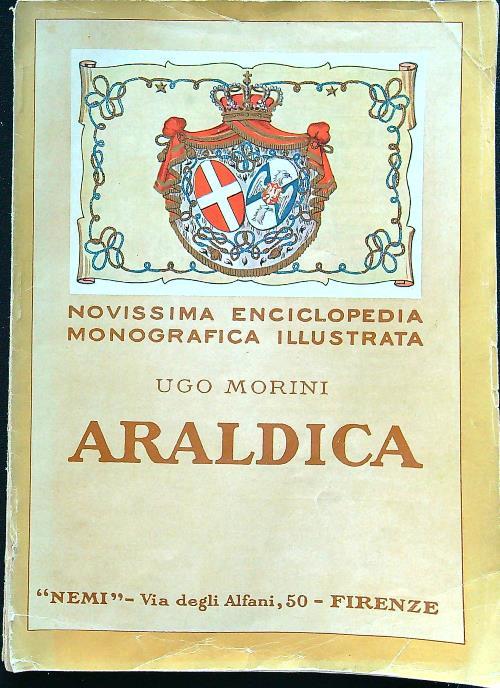 NOVISSIMA ENCICLOPEDIA
MONOGRAFICA ILLUSTRATA
UGO MORINI
ARALDICA
“NEMI”- Via degli Alfani, 50 - FIRENZE